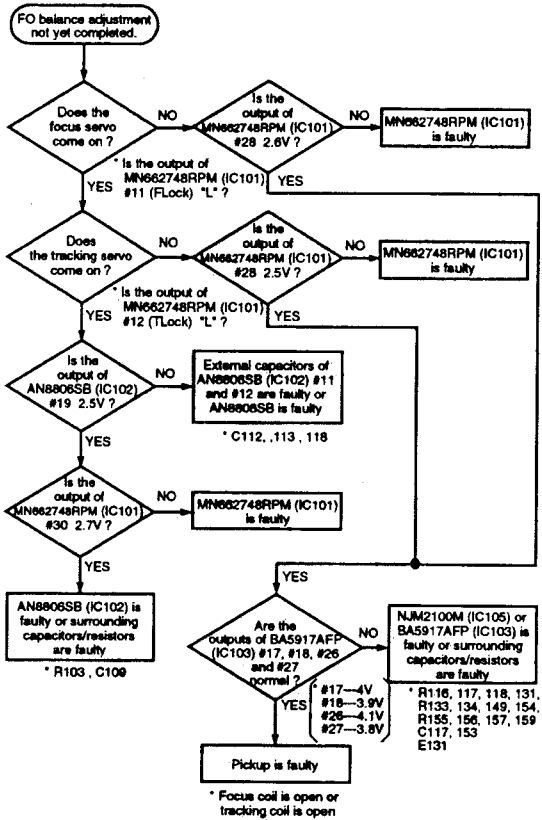 FO balance adjustment
not yet completed.
Does the
focus servo
come on ?
NO
Is the
output of
MN662748RPM (IC101)
#28 2.6V ?
NO
MN662748RPM (IC101)
is faulty
YES
* Is the output of
MN662748RPM (IC101)
#11 (FLock) "L" ?
YES
Does
the tracking servo
come on ?
NO
Is the
output of
MN662748RPM (IC101)
#28 2.5V ?
NO
MN662748RPM (IC101)
is faulty
YES
* Is the output of
MN662748RPM (IC101)
#12 (TLock) "L" ?
YES
Is the
output of
AN8806SB (IC102)
#19 2.5V ?
NO
External capacitors of
AN8806SB (IC102) #11
and #12 are faulty or
AN8806SB is faulty
* C112, ,113 , 118
YES
Is the
output of
MN662748RPM (IC101)
#30 2.7V ?
NO
MN662748RPM (IC101)
is faulty
YES
AN8806SB (IC102) is
faulty or surrounding
capacitors/resistors
are faulty
* R103 , C109
YES
Are the
outputs of BA5917AFP
(IC103) #17, #18, #26
and #27
normal ?
NO
NJM2100M (IC105) or
BA5917AFP (IC103) is
faulty or surrounding
capacitors/resistors
are faulty
* R116, 117, 118, 131,
R133, 134, 149, 154,
R155, 156, 157, 159
C117, 153
E131
YES
* #17---4V
#18---3.9V
#26---4.1V
#27---3.8V
Pickup is faulty
* Focus coil is open or
tracking coil is open